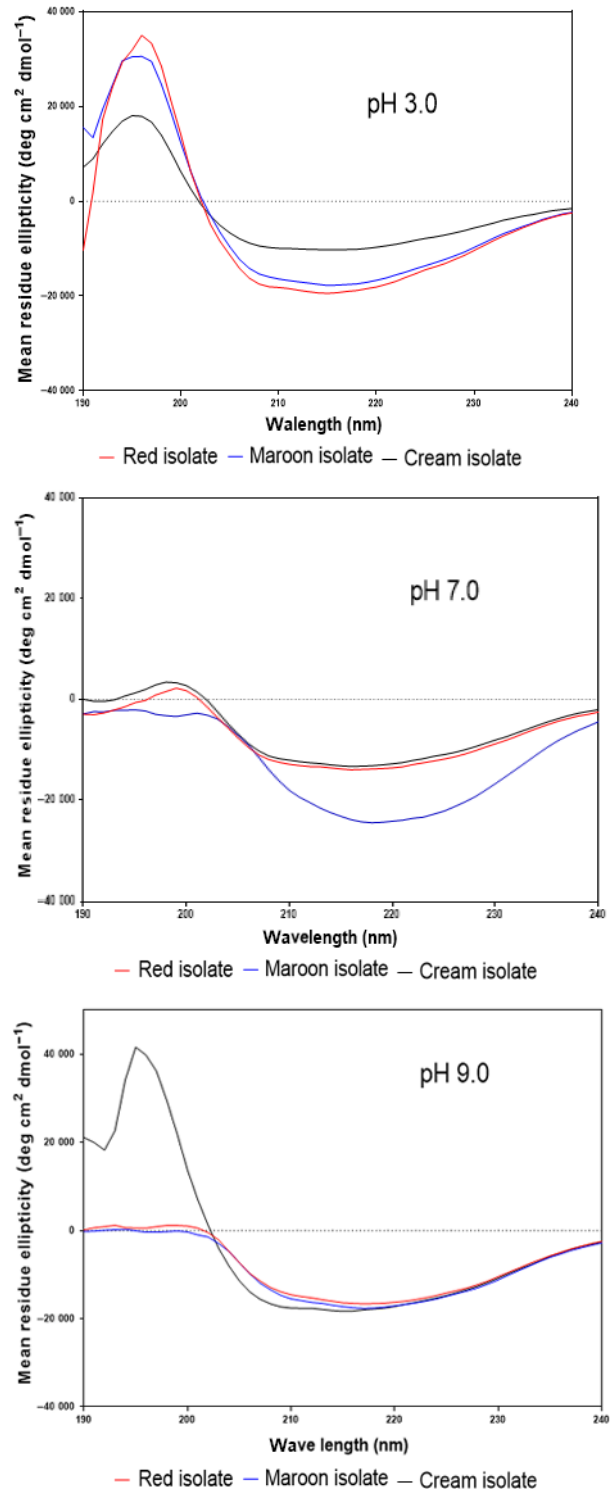 Mean residue ellipticity (deg cm² dmol⁻¹)
40 000
20 000
0
−20 000
−40 000
pH 3.0
190 200 210 220 230 240
Walength (nm)
— Red isolate — Maroon isolate — Cream isolate
Mean residue ellipticity (deg cm² dmol⁻¹)
40 000
20 000
0
−20 000
−40 000
pH 7.0
190 200 210 220 230 240
Wavelength (nm)
— Red isolate — Maroon isolate — Cream isolate
Mean residue ellipticity (deg cm² dmol⁻¹)
40 000
20 000
0
−20 000
−40 000
pH 9.0
190 200 210 220 230 240
Wave length (nm)
— Red isolate — Maroon isolate — Cream isolate